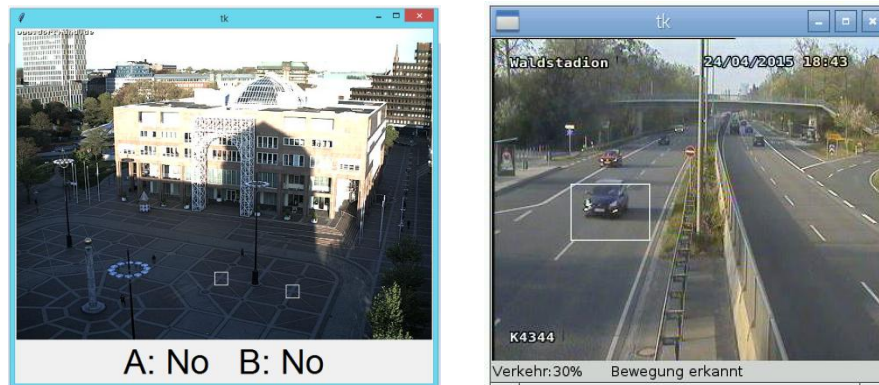 tk
A: No B: No
tk
Waldstadion 24/04/2015 18:43
K4344
Verkehr:30% Bewegung erkannt